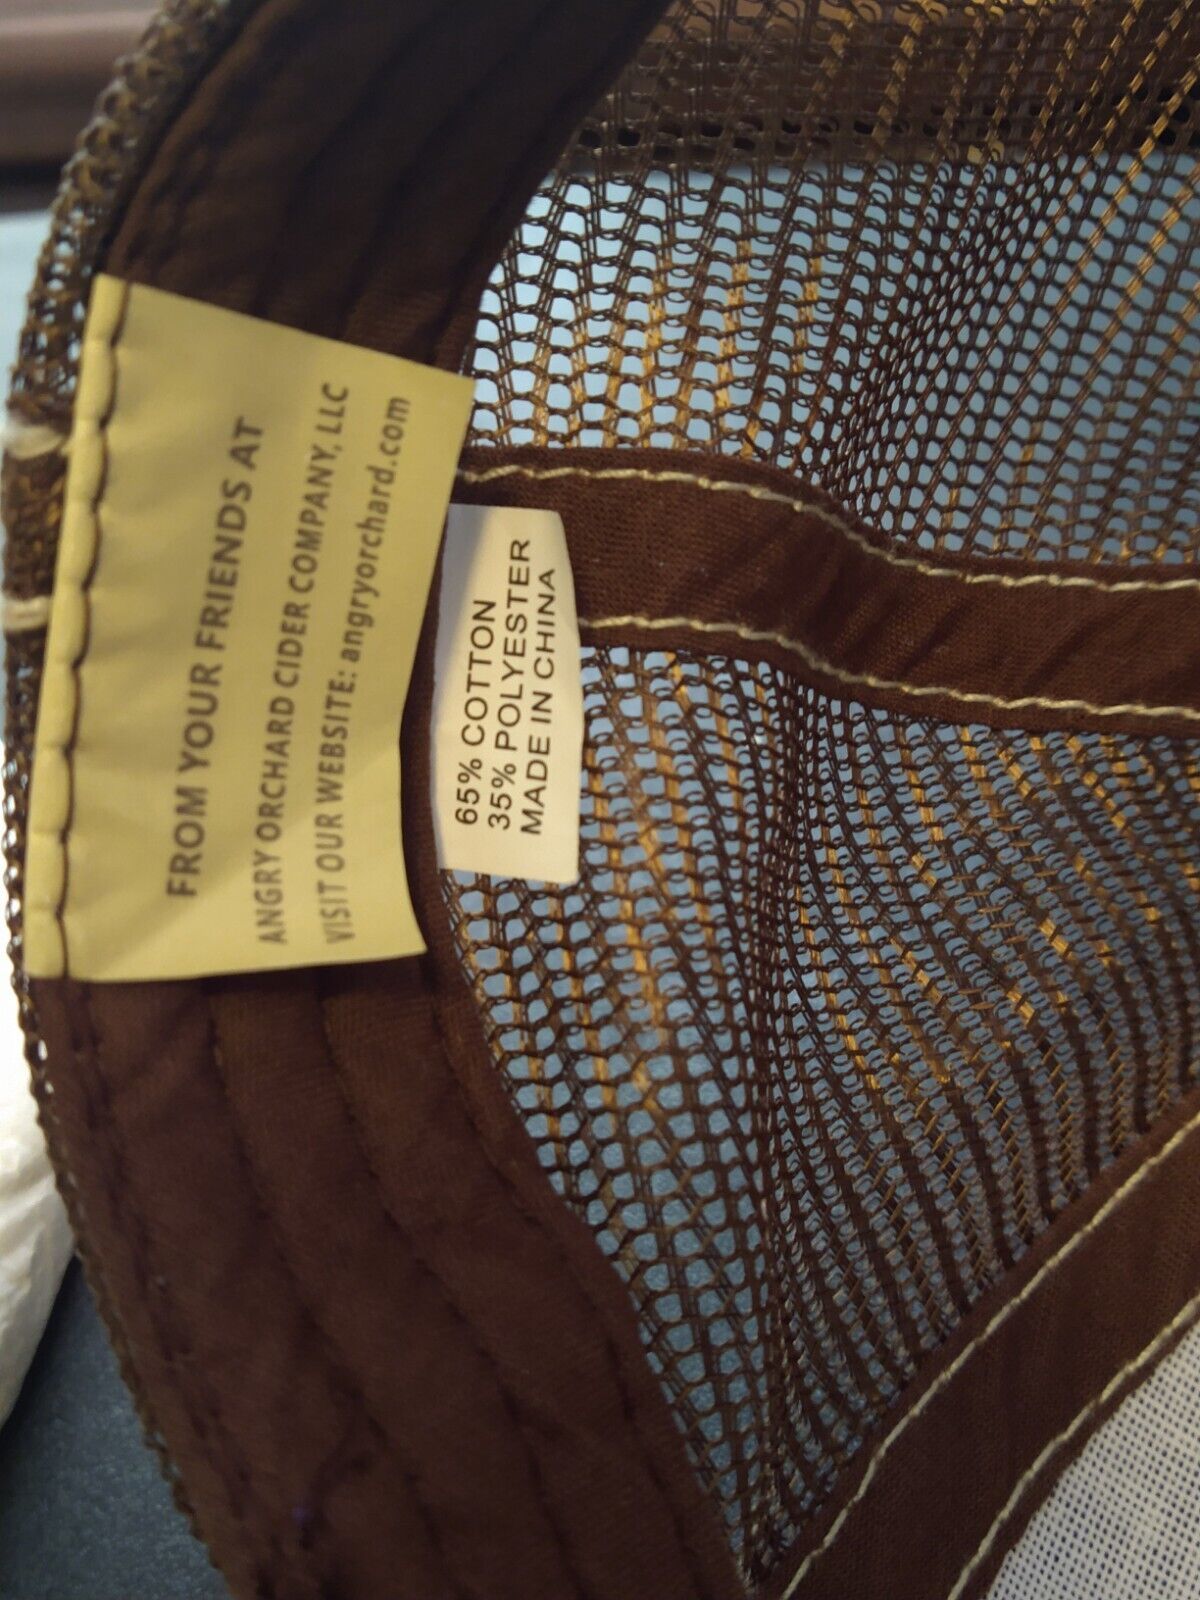 FROM YOUR FRIENDS AT
ANGRY ORCHARD CIDER COMPANY, LLC
VISIT OUR WEBSITE: angryorchard.com
65% COTTON
35% POLYESTER
MADE IN CHINA